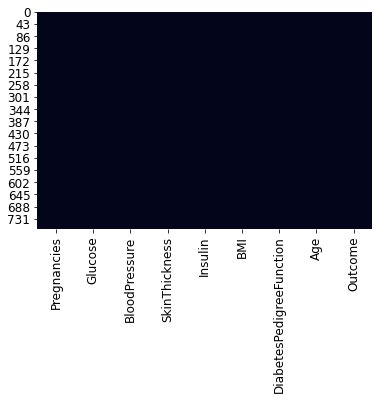 0
43
86
129
172
215
258
301
344
387
430
473
516
559
602
645
688
731
Pregnancies
Glucose
BloodPressure
SkinThickness
Insulin
BMI
DiabetesPedigreeFunction
Age
Outcome